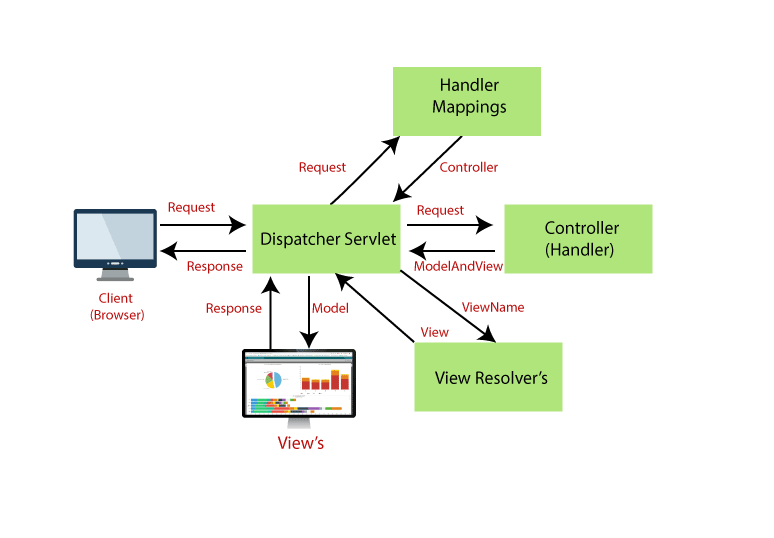 Handler
Mappings
Request
Controller
Request
Dispatcher Servlet
Request
Controller
(Handler)
Response
ModelAndView
Client
(Browser)
Response
Model
ViewName
View
View Resolver's
View's